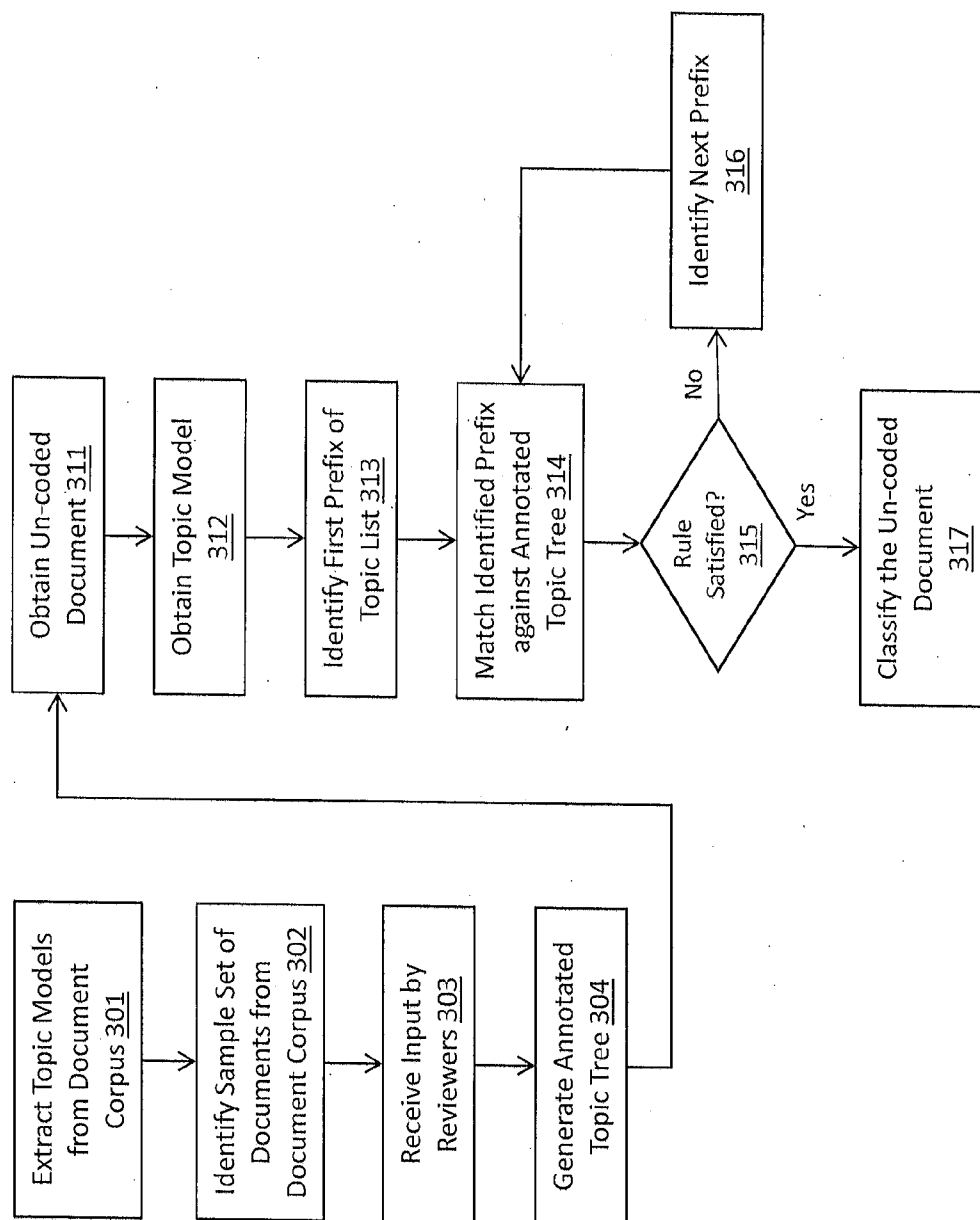 Extract Topic Models
from Document
Corpus 301
Identify Sample Set of
Documents from
Document Corpus 302
Receive Input by
Reviewers 303
Generate Annotated
Topic Tree 304
Obtain Un-coded
Document 311
Obtain Topic Model
312
Identify First Prefix of
Topic List 313
Match Identified Prefix
against Annotated
Topic Tree 314
Rule
Satisfied?
315
No
Identify Next Prefix
316
Yes
Classify the Un-coded
Document
317